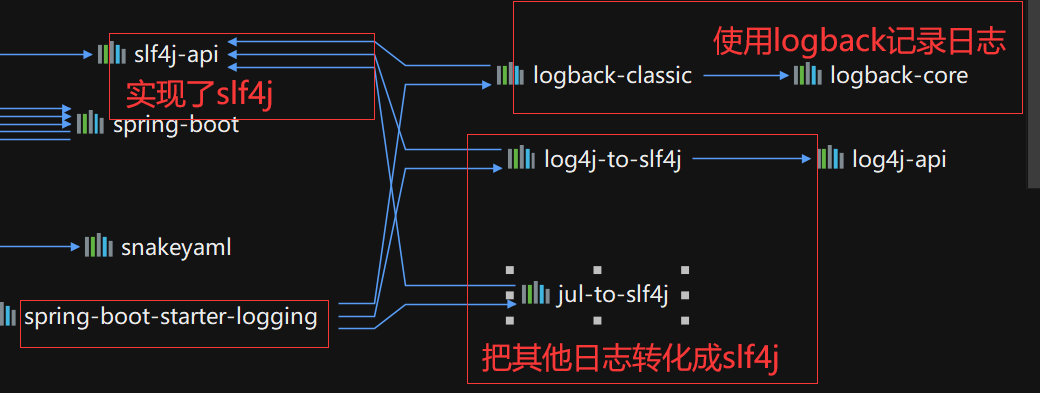 使用logback记录日志
slf4j-api
logback-classic
logback-core
实现了slf4j
spring-boot
log4j-to-slf4j
log4j-api
snakeyaml
jul-to-slf4j
spring-boot-starter-logging
把其他日志转化成slf4j